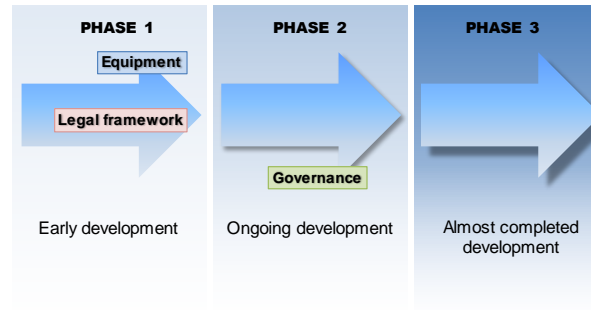 PHASE 1
Equipment
Legal framework
Early development
PHASE 2
Governance
Ongoing development
PHASE 3
Almost completed
development